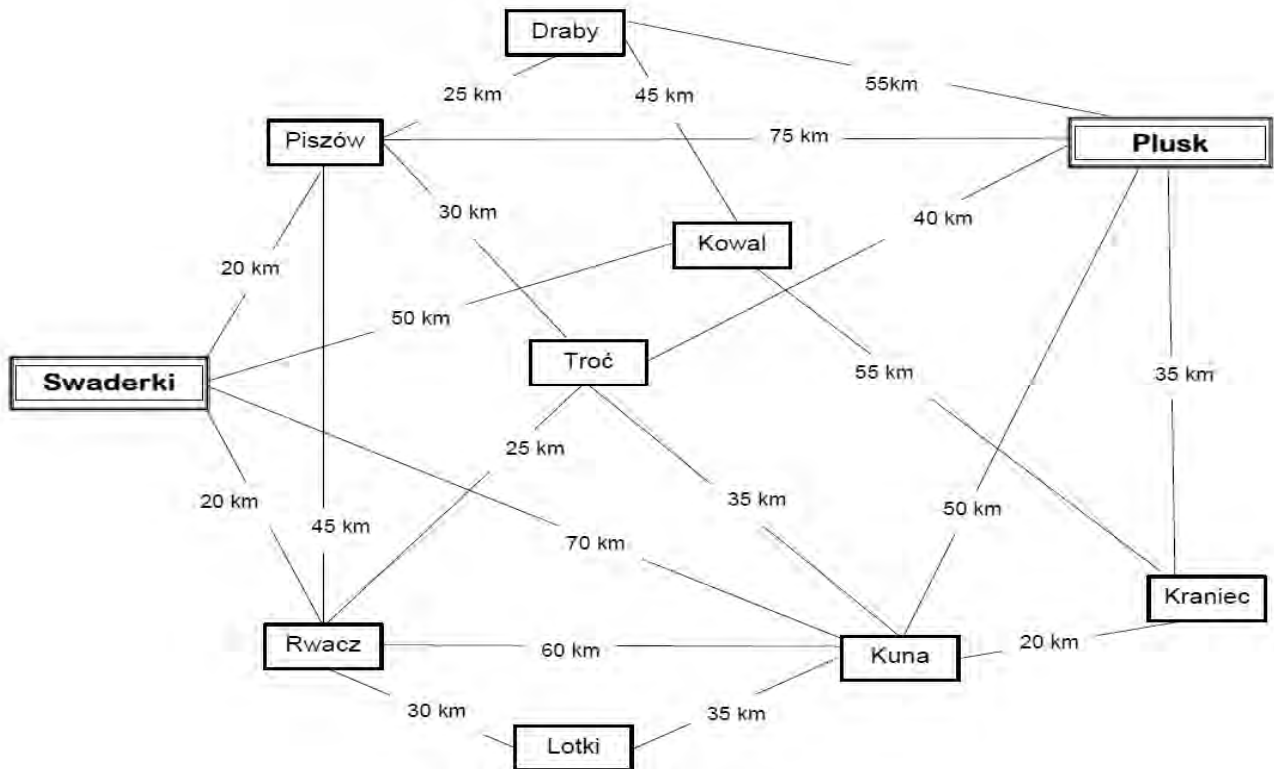 Draby
55km
25 km
45 km
Piszów
75 km
Plusk
30 km
40 km
Kowal
20 km
50 km
Troć
Swaderki
55 km
35 km
25 km
20 km
45 km
35 km
50 km
70 km
Kraniec
Rwacz
60 km
Kuna
20 km
30 km
35 km
Lotki